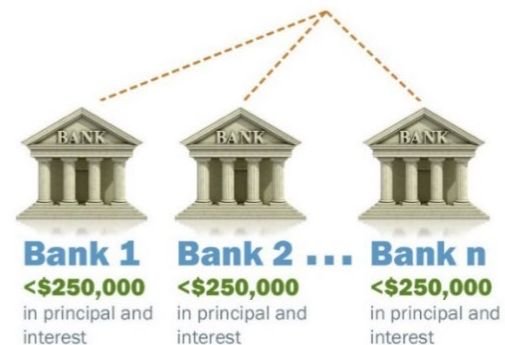 BANK BANK BANK
Bank 1 Bank 2 ... Bank n
<$250,000 <$250,000 <$250,000
in principal and in principal and in principal and
interest interest interest